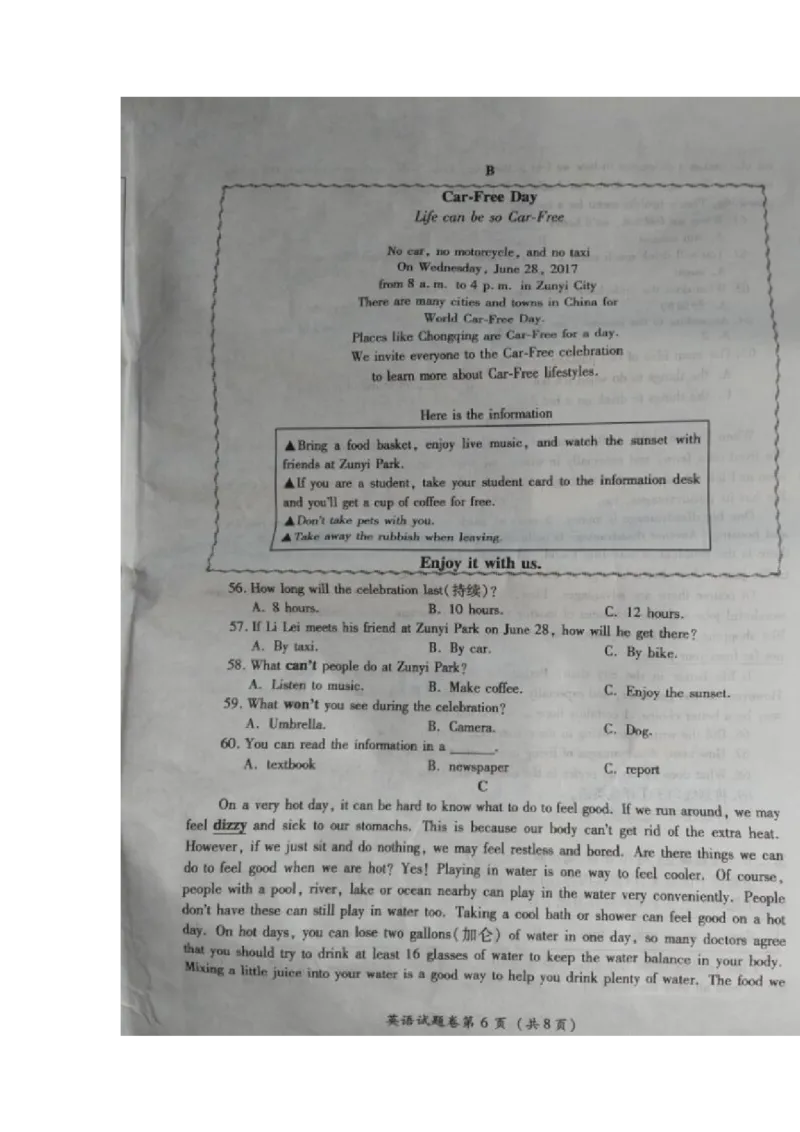 B
Car-Free Day
Life can be so Car-Free
No car, no motorcycle, and no taxi
On Wednesday, June 28, 2017
from 8 a. m. to 4 p. m. in Zunyi City
There are many cities and towns in China for
World Car-Free Day.
Places like Chongqing are Car-Free for a day.
We invite everyone to the Car-Free celebration
to learn more about Car-Free lifestyles.
Here is the information
▲Bring a food basket, enjoy live music, and watch the sunset with
friends at Zunyi Park.
▲If you are a student, take your student card to the information desk
and you'll get a cup of coffee for free.
▲Don't take pets with you.
▲Take away the rubbish when leaving.
Enjoy it with us.
56. How long will the celebration last(持续)?
A. 8 hours. B. 10 hours. C. 12 hours.
57. If Li Lei meets his friend at Zunyi Park on June 28, how will he get there?
A. By taxi. B. By car. C. By bike.
58. What can't people do at Zunyi Park?
A. Listen to music. B. Make coffee. C. Enjoy the sunset.
59. What won't you see during the celebration?
A. Umbrella. B. Camera. C. Dog.
60. You can read the information in a ______.
A. textbook B. newspaper C. report
C
On a very hot day, it can be hard to know what to do to feel good. If we run around, we may
feel dizzy and sick to our stomachs. This is because our body can't get rid of the extra heat.
However, if we just sit and do nothing, we may feel restless and bored. Are there things we can
do to feel good when we are hot? Yes! Playing in water is one way to feel cooler. Of course,
people with a pool, river, lake or ocean nearby can play in the water very conveniently. People
don't have these can still play in water too. Taking a cool bath or shower can feel good on a hot
day. On hot days, you can lose two gallons(加仑) of water in one day, so many doctors agree
that you should try to drink at least 16 glasses of water to keep the water balance in your body.
Mixing a little juice into your water is a good way to help you drink plenty of water. The food we
英语试题卷第 6 页 (共 8 页)